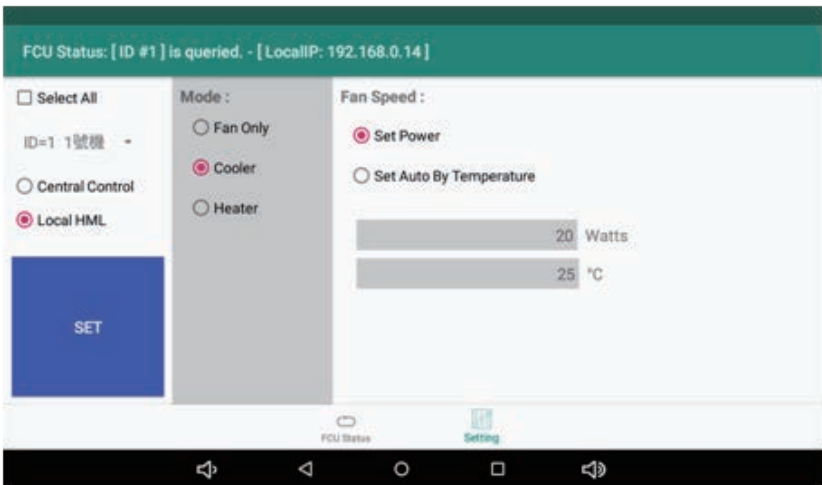 FCU Status: [ ID #1 ] is queried. - [ LocalIP: 192.168.0.14 ]
Select All
ID=1 1號機
Central Control
Local HML
SET
Mode :
Fan Only
Cooler
Heater
Fan Speed :
Set Power
Set Auto By Temperature
20 Watts
25 °C
FCU Status
Setting